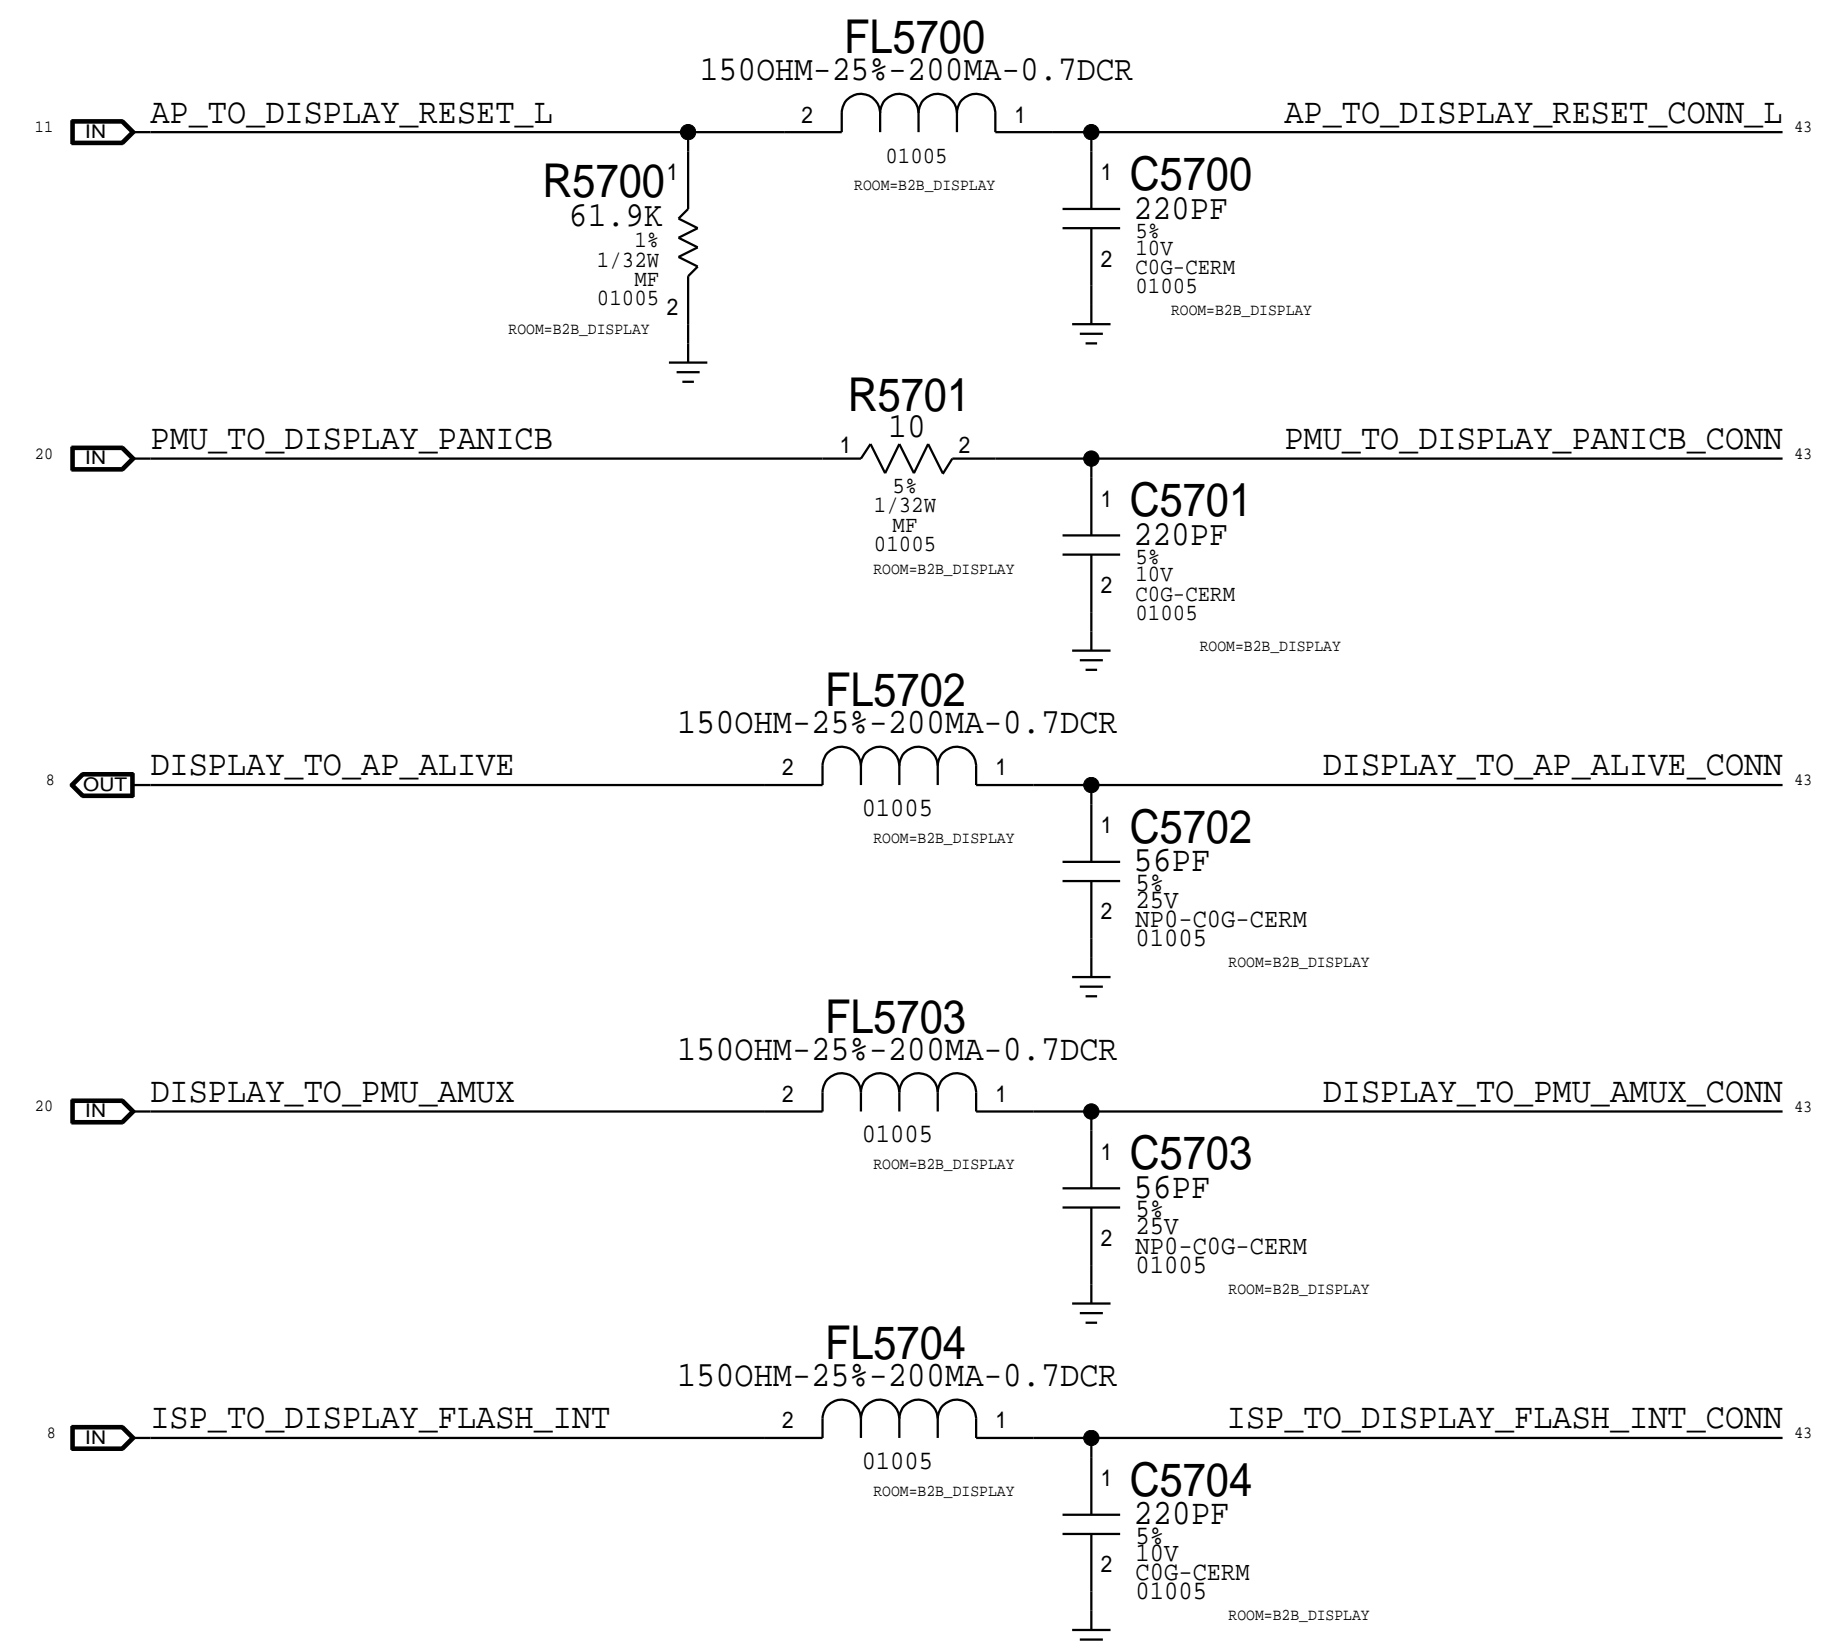 FL5700
150OHM-25%-200MA-0.7DCR
11 IN AP_TO_DISPLAY_RESET_L 2 1 AP_TO_DISPLAY_RESET_CONN_L 43
01005
ROOM=B2B_DISPLAY
R5700 1
61.9K
1%
1/32W
MF
01005 2
ROOM=B2B_DISPLAY
1 C5700
220PF
5%
10V
2 C0G-CERM
01005
ROOM=B2B_DISPLAY
R5701
10
20 IN PMU_TO_DISPLAY_PANICB 1 2 PMU_TO_DISPLAY_PANICB_CONN 43
5%
1/32W
MF
01005
ROOM=B2B_DISPLAY
1 C5701
220PF
5%
10V
2 C0G-CERM
01005
ROOM=B2B_DISPLAY
FL5702
150OHM-25%-200MA-0.7DCR
8 OUT DISPLAY_TO_AP_ALIVE 2 1 DISPLAY_TO_AP_ALIVE_CONN 43
01005
ROOM=B2B_DISPLAY
1 C5702
56PF
5%
25V
2 NP0-C0G-CERM
01005
ROOM=B2B_DISPLAY
FL5703
150OHM-25%-200MA-0.7DCR
20 IN DISPLAY_TO_PMU_AMUX 2 1 DISPLAY_TO_PMU_AMUX_CONN 43
01005
ROOM=B2B_DISPLAY
1 C5703
56PF
5%
25V
2 NP0-C0G-CERM
01005
ROOM=B2B_DISPLAY
FL5704
150OHM-25%-200MA-0.7DCR
8 IN ISP_TO_DISPLAY_FLASH_INT 2 1 ISP_TO_DISPLAY_FLASH_INT_CONN 43
01005
ROOM=B2B_DISPLAY
1 C5704
220PF
5%
10V
2 C0G-CERM
01005
ROOM=B2B_DISPLAY